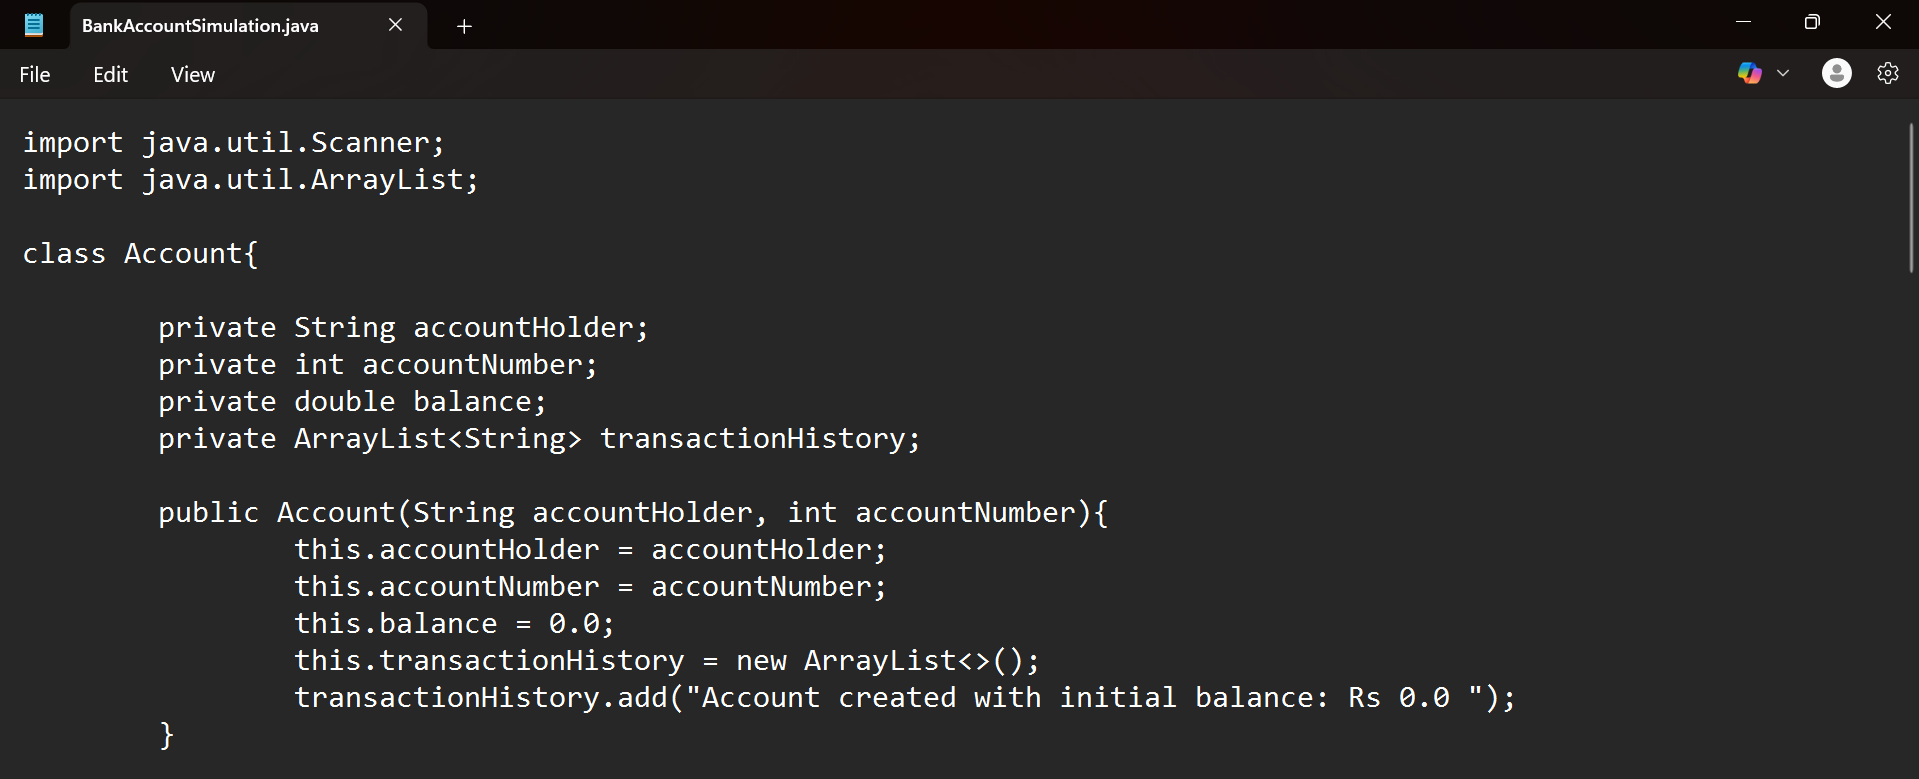 BankAccountSimulation.java
File Edit View
import java.util.Scanner;
import java.util.ArrayList;
class Account{
private String accountHolder;
private int accountNumber;
private double balance;
private ArrayList<String> transactionHistory;
public Account(String accountHolder, int accountNumber){
this.accountHolder = accountHolder;
this.accountNumber = accountNumber;
this.balance = 0.0;
this.transactionHistory = new ArrayList<>();
transactionHistory.add("Account created with initial balance: Rs 0.0 ");
}